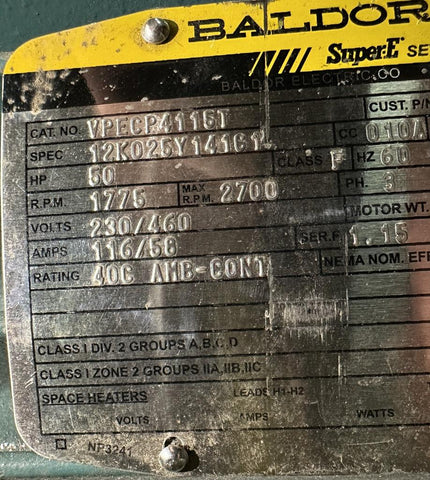 BALDOR
Super-E SE
BALDOR ELECTRIC CO
CUST. P/N
CAT. NO. VPECP4115T CC 010A
SPEC 12K025Y141G1 CLASS F HZ 60
HP 50 PH. 3
R.P.M. 1775 MAX R.P.M. 2700 MOTOR WT.
VOLTS 230/460 SER.F. 1.15
AMPS 116/58 NEMA NOM. EFF
RATING 40C AMB-CONT
CLASS I DIV. 2 GROUPS A,B,C,D
CLASS I ZONE 2 GROUPS IIA,IIB,IIC
SPACE HEATERS LEADS H1-H2
VOLTS AMPS WATTS
NP3241